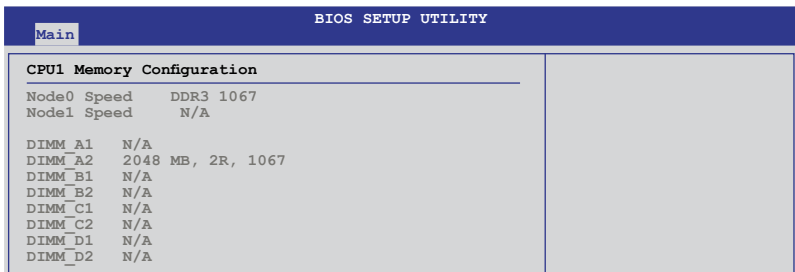 BIOS SETUP UTILITY
Main
CPU1 Memory Configuration
Node0 Speed DDR3 1067
Node1 Speed N/A
DIMM_A1 N/A
DIMM_A2 2048 MB, 2R, 1067
DIMM_B1 N/A
DIMM_B2 N/A
DIMM_C1 N/A
DIMM_C2 N/A
DIMM_D1 N/A
DIMM_D2 N/A